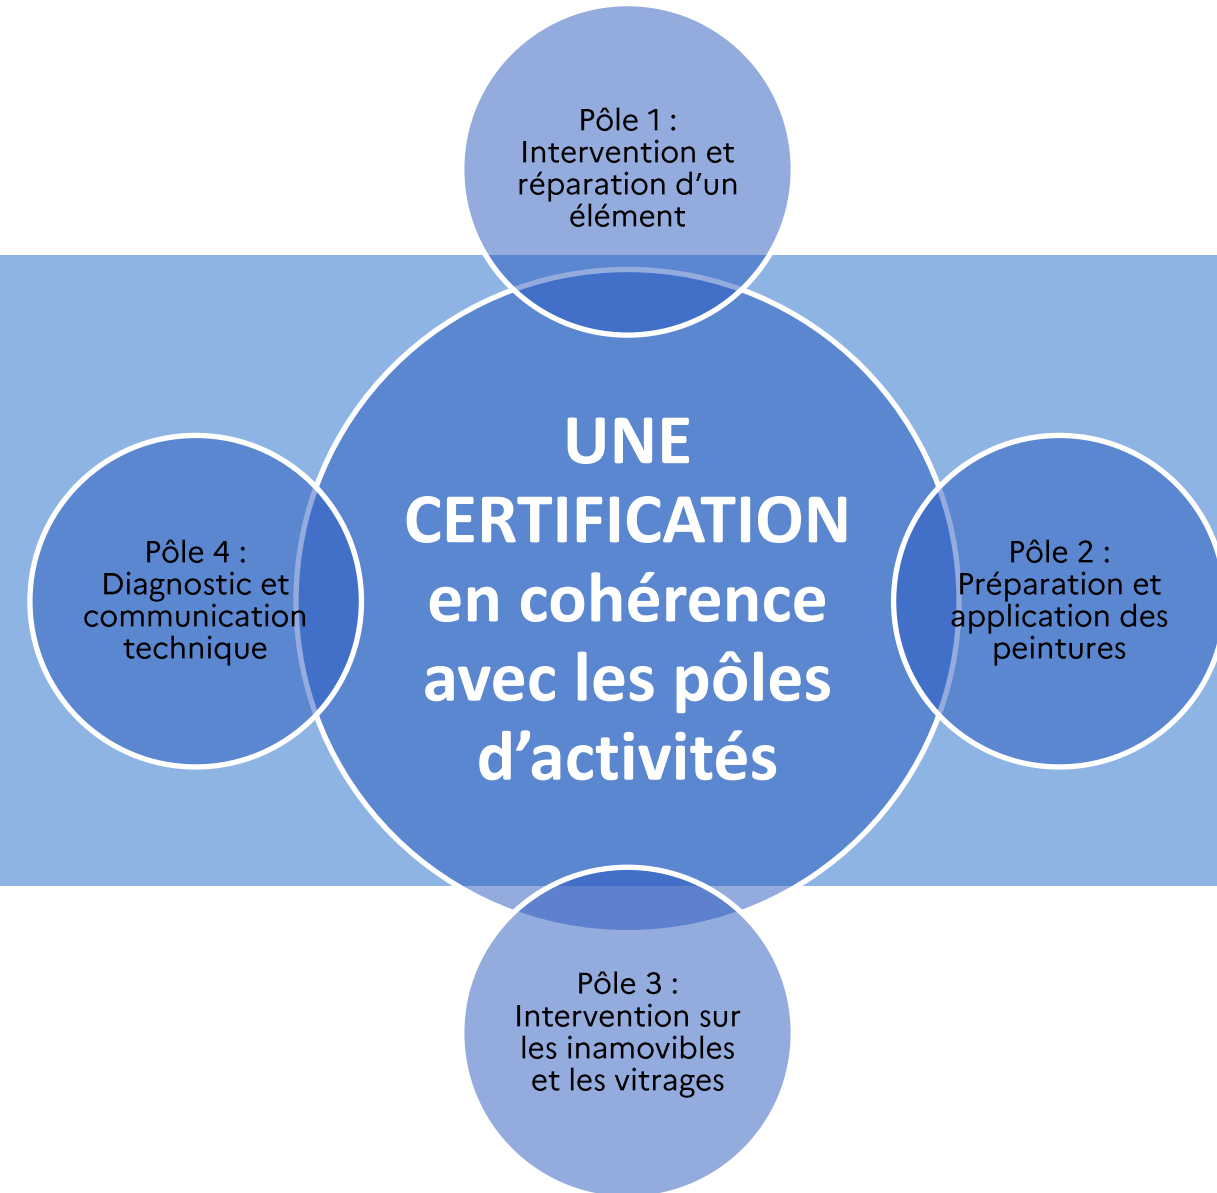 Pôle 1 :
Intervention et
réparation d’un
élément
UNE
CERTIFICATION
en cohérence
avec les pôles
d’activités
Pôle 4 :
Diagnostic et
communication
technique
Pôle 2 :
Préparation et
application des
peintures
Pôle 3 :
Intervention sur
les inamovibles
et les vitrages